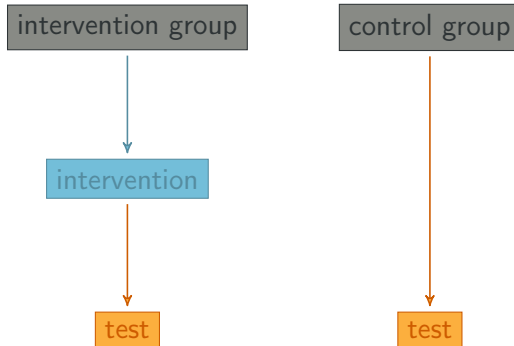 intervention group
control group
intervention
test
test